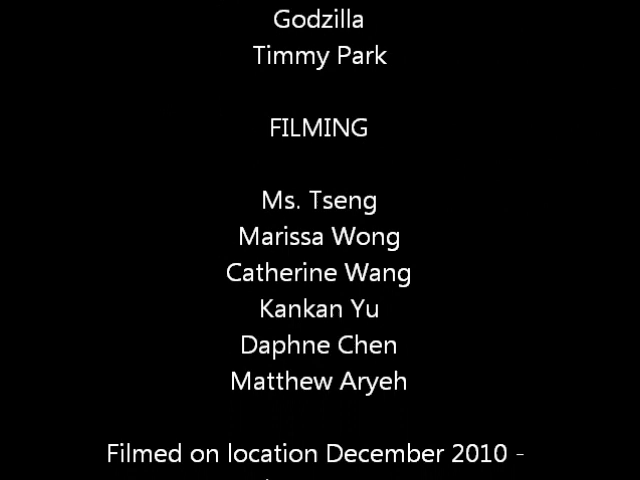 Godzilla
Timmy Park
FILMING
Ms. Tseng
Marissa Wong
Catherine Wang
Kankan Yu
Daphne Chen
Matthew Aryeh
Filmed on location December 2010 -